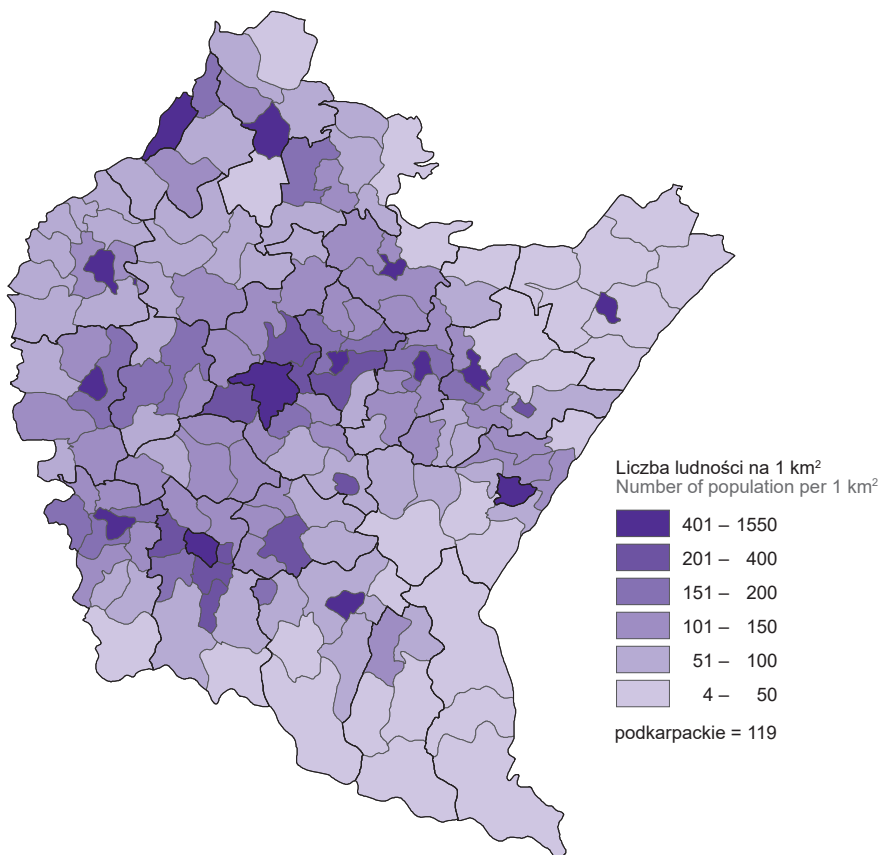 Liczba ludności na 1 km²
Number of population per 1 km²
401 – 1550
201 – 400
151 – 200
101 – 150
51 – 100
4 – 50
podkarpackie = 119